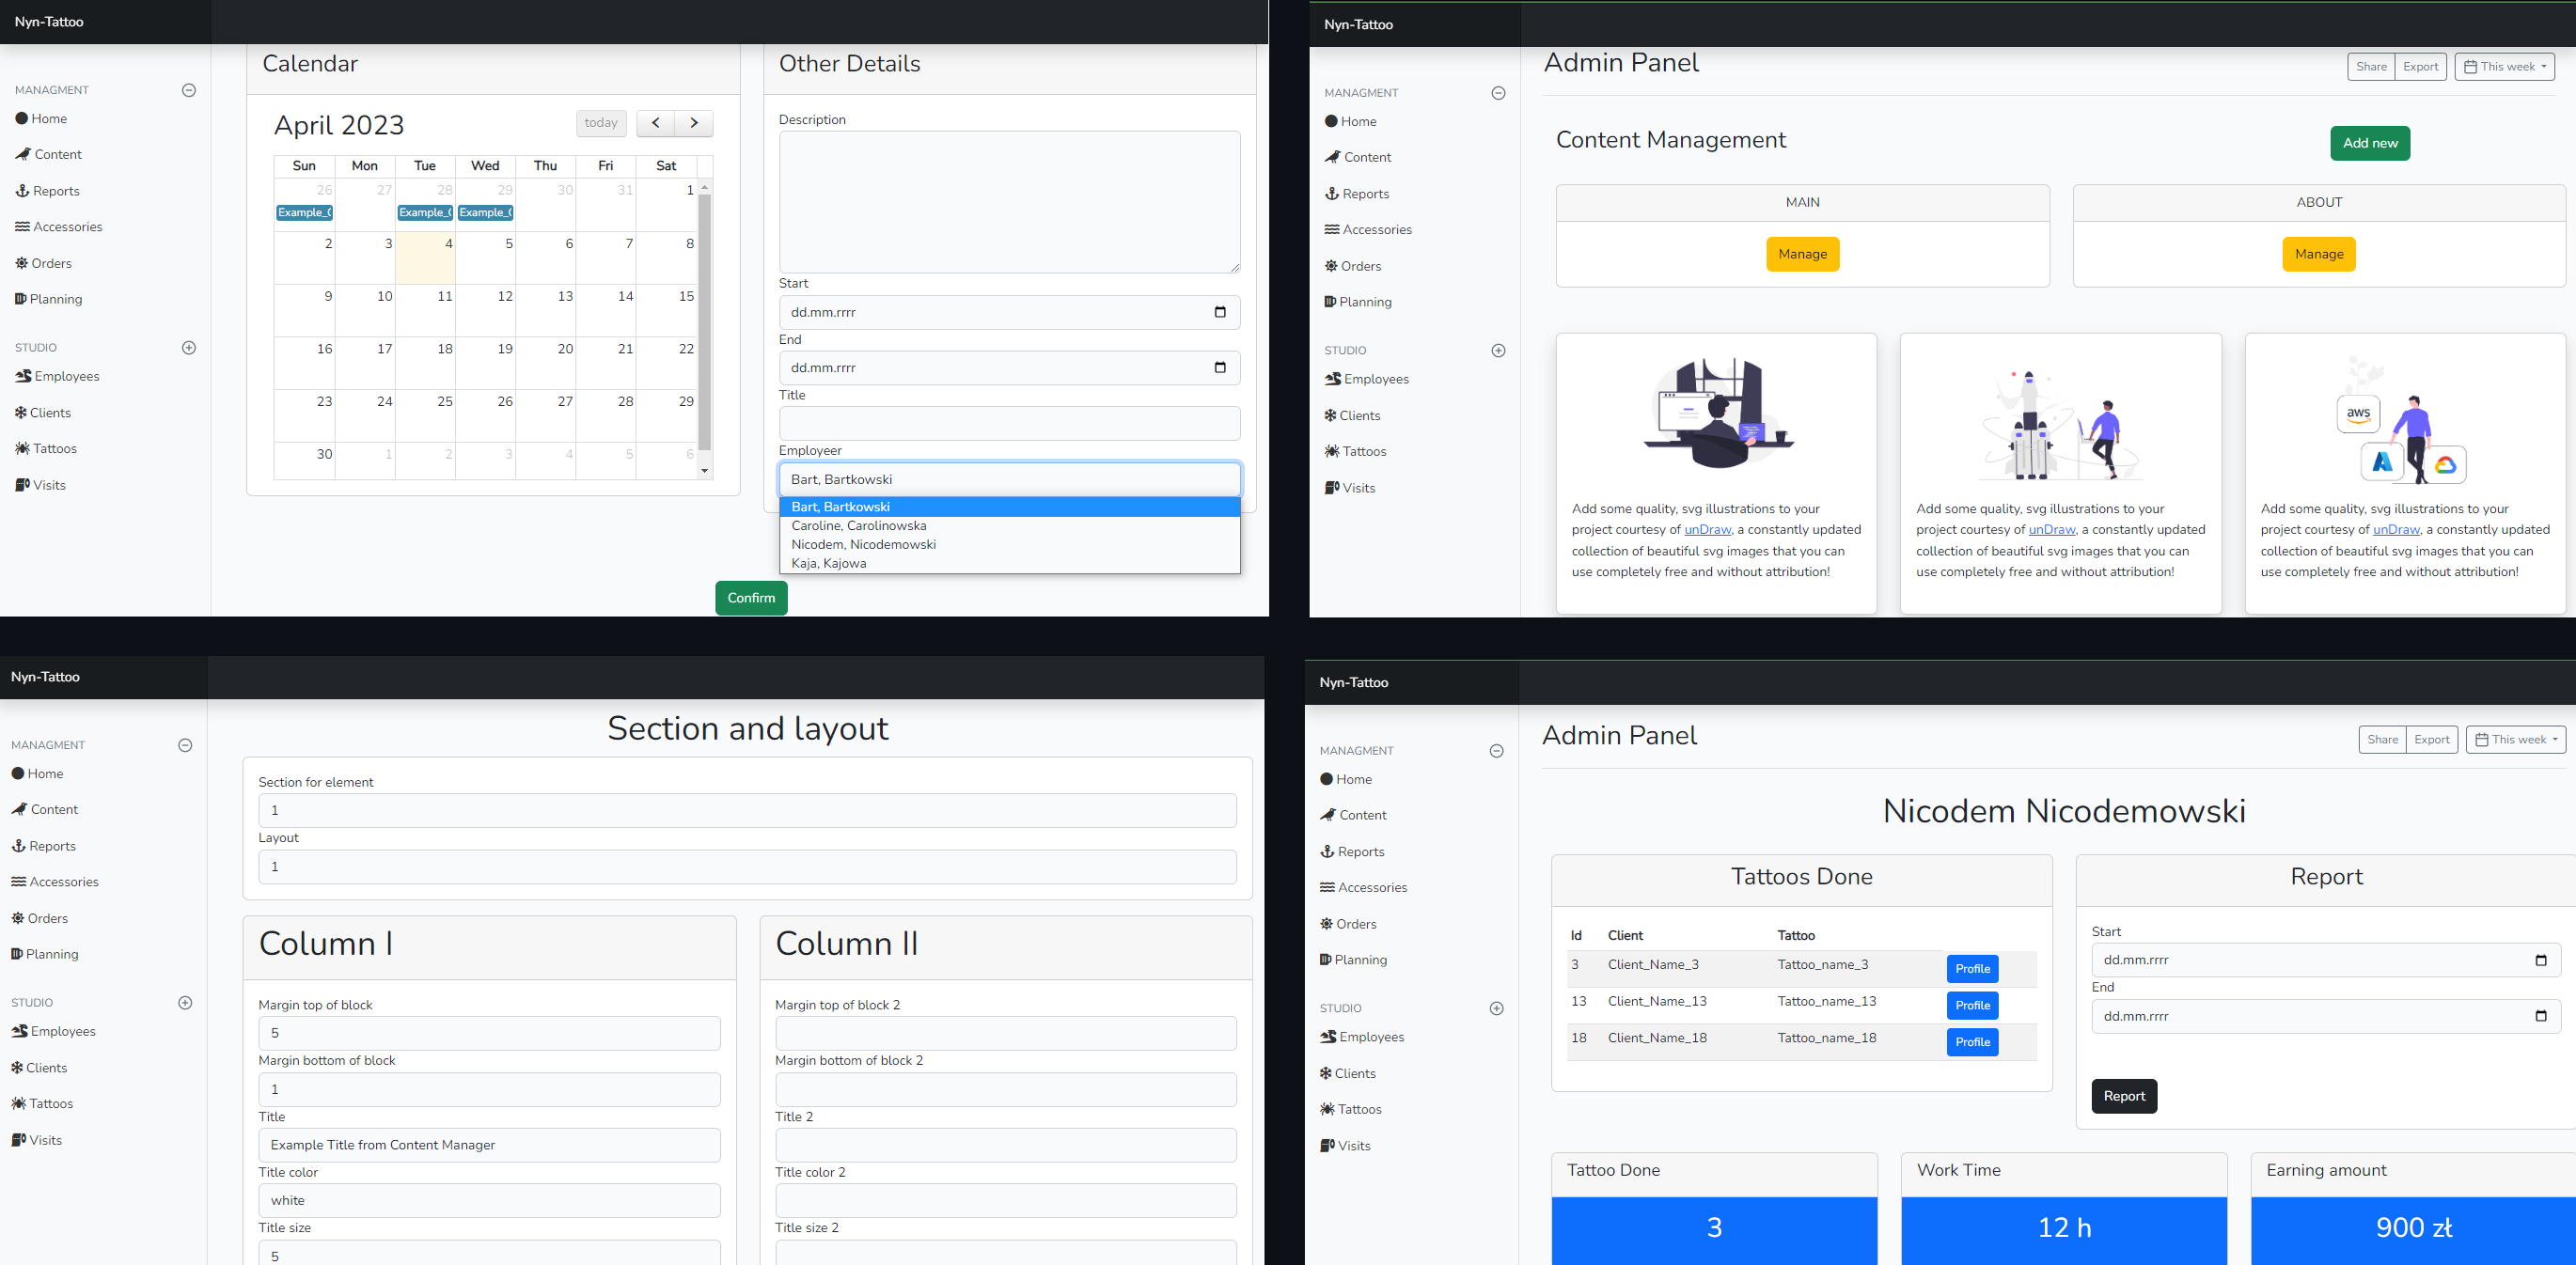 Nyn-Tattoo
MANAGMENT
Home
Content
Reports
Accessories
Orders
Planning
STUDIO
Employees
Clients
Tattoos
Visits
Calendar
April 2023
today
Sun Mon Tue Wed Thu Fri Sat
26 27 28 29 30 31 1
Example_( Example_( Example_(
2 3 4 5 6 7 8
9 10 11 12 13 14 15
16 17 18 19 20 21 22
23 24 25 26 27 28 29
30 1 2 3 4 5 6
Other Details
Description
Start
dd.mm.rrrr
End
dd.mm.rrrr
Title
Employeer
Bart, Bartkowski
Bart, Bartkowski
Caroline, Carolinowska
Nicodem, Nicodemowski
Kaja, Kajowa
Confirm
Nyn-Tattoo
MANAGMENT
Home
Content
Reports
Accessories
Orders
Planning
STUDIO
Employees
Clients
Tattoos
Visits
Admin Panel
Share Export This week
Content Management
Add new
MAIN
Manage
ABOUT
Manage
Add some quality, svg illustrations to your
project courtesy of unDraw, a constantly updated
collection of beautiful svg images that you can
use completely free and without attribution!
Add some quality, svg illustrations to your
project courtesy of unDraw, a constantly updated
collection of beautiful svg images that you can
use completely free and without attribution!
aws
Add some quality, svg illustrations to your
project courtesy of unDraw, a constantly updated
collection of beautiful svg images that you can
use completely free and without attribution!
Nyn-Tattoo
MANAGMENT
Home
Content
Reports
Accessories
Orders
Planning
STUDIO
Employees
Clients
Tattoos
Visits
Section and layout
Section for element
1
Layout
1
Column I
Margin top of block
5
Margin bottom of block
1
Title
Example Title from Content Manager
Title color
white
Title size
5
Column II
Margin top of block 2
Margin bottom of block 2
Title 2
Title color 2
Title size 2
Nyn-Tattoo
MANAGMENT
Home
Content
Reports
Accessories
Orders
Planning
STUDIO
Employees
Clients
Tattoos
Visits
Admin Panel
Share Export This week
Nicodem Nicodemowski
Tattoos Done
Id Client Tattoo
3 Client_Name_3 Tattoo_name_3 Profile
13 Client_Name_13 Tattoo_name_13 Profile
18 Client_Name_18 Tattoo_name_18 Profile
Report
Start
dd.mm.rrrr
End
dd.mm.rrrr
Report
Tattoo Done
3
Work Time
12 h
Earning amount
900 zł